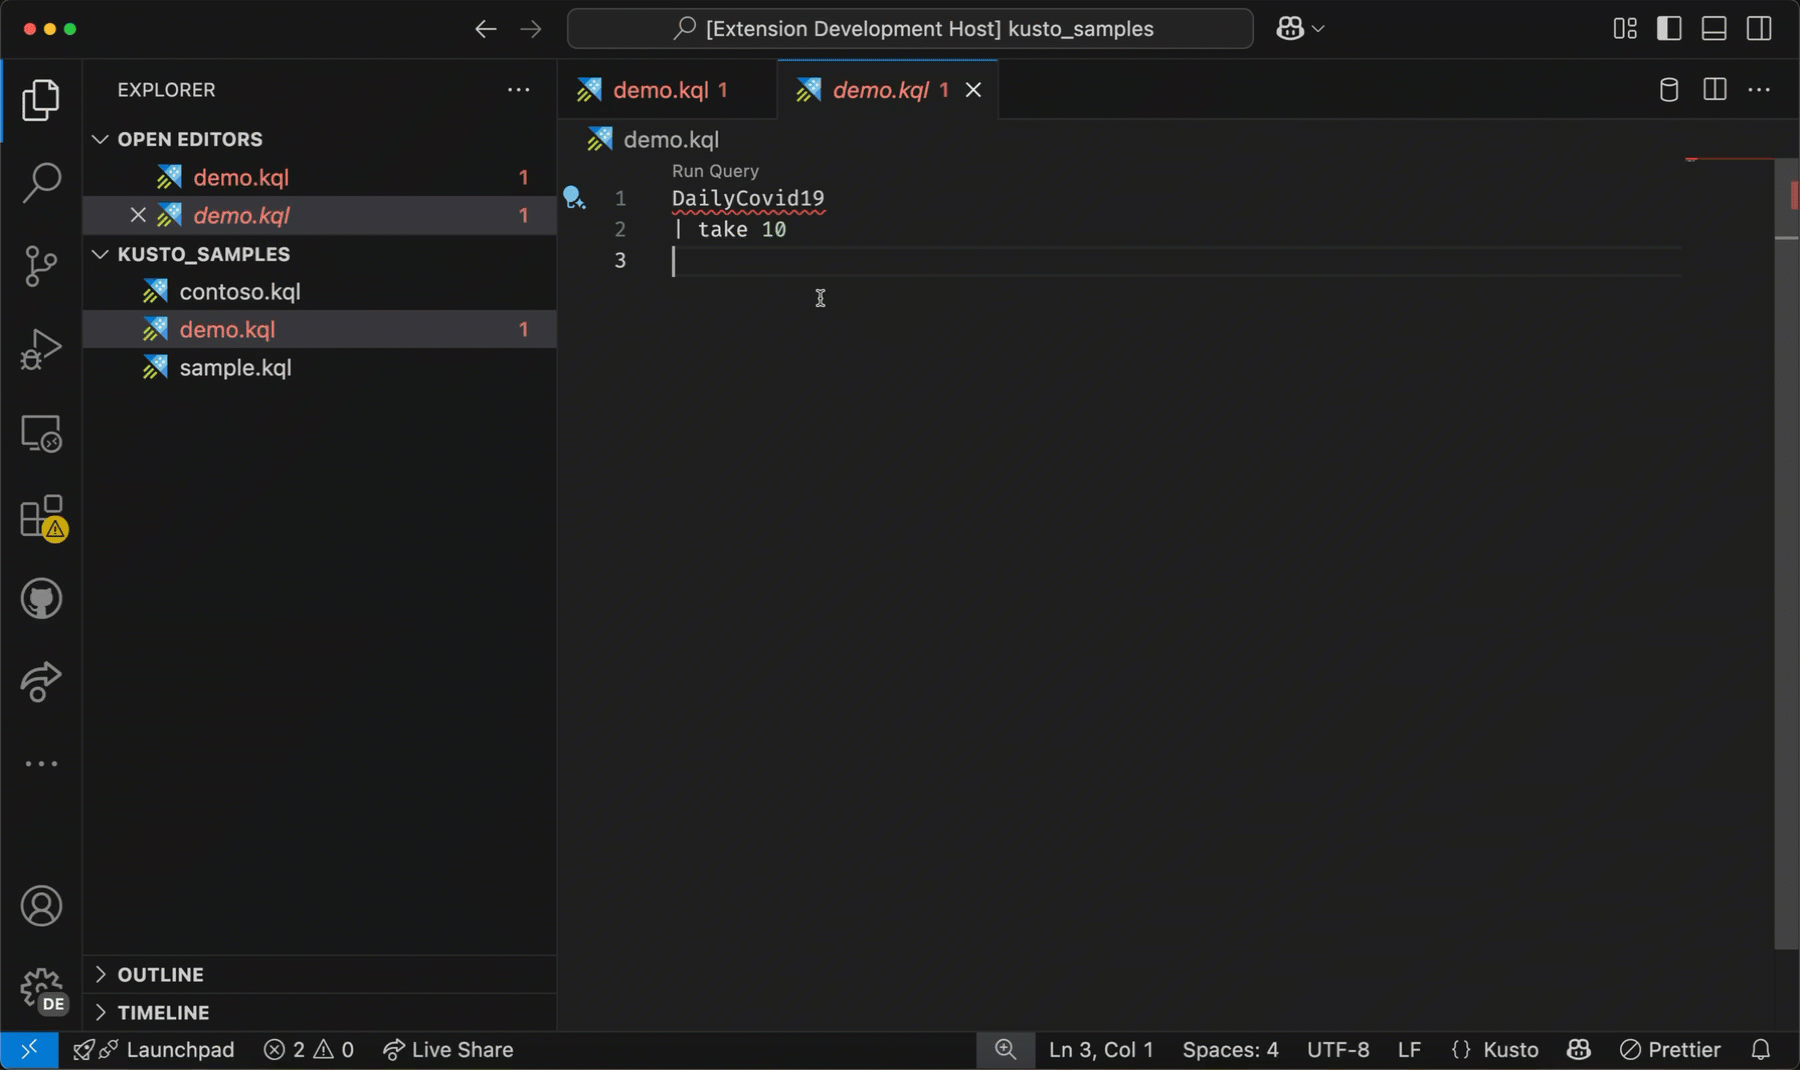 [Extension Development Host] kusto_samples
EXPLORER
OPEN EDITORS
demo.kql 1
demo.kql 1
KUSTO_SAMPLES
contoso.kql
demo.kql 1
sample.kql
OUTLINE
TIMELINE
DE
demo.kql 1
demo.kql 1
demo.kql
Run Query
1 DailyCovid19
2 | take 10
3
Launchpad 2 0 Live Share Ln 3, Col 1 Spaces: 4 UTF-8 LF {} Kusto Prettier